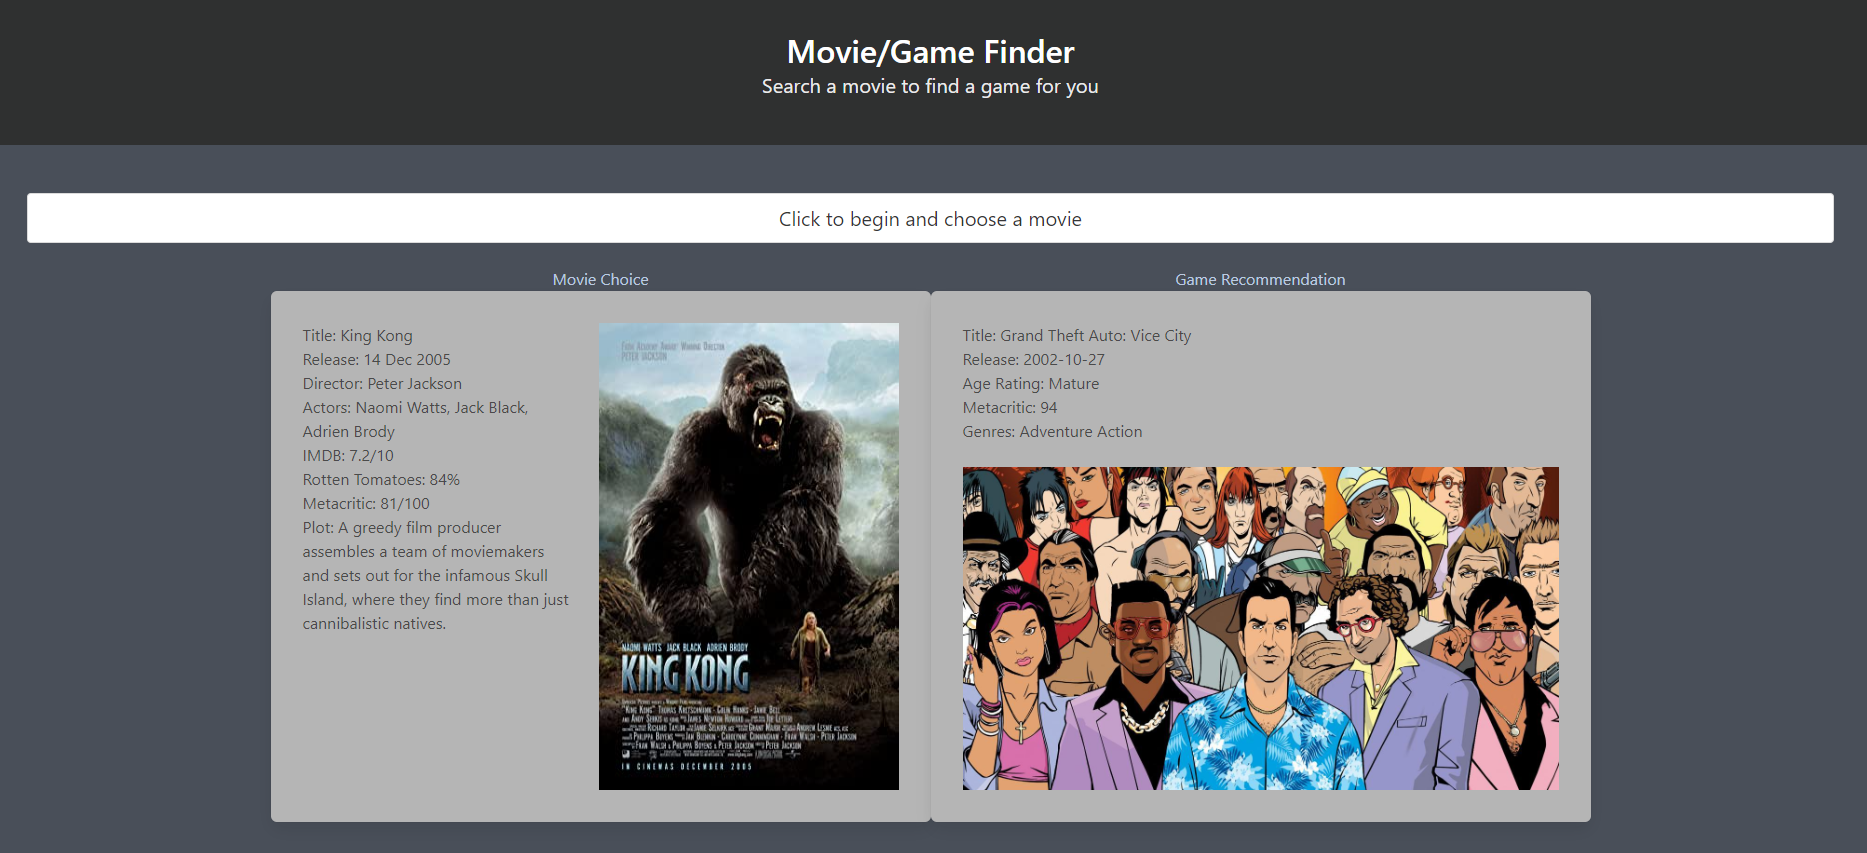 Movie/Game Finder
Search a movie to find a game for you
Click to begin and choose a movie
Movie Choice
Title: King Kong
Release: 14 Dec 2005
Director: Peter Jackson
Actors: Naomi Watts, Jack Black,
Adrien Brody
IMDB: 7.2/10
Rotten Tomatoes: 84%
Metacritic: 81/100
Plot: A greedy film producer
assembles a team of moviemakers
and sets out for the infamous Skull
Island, where they find more than just
cannibalistic natives.
From Academy Award Winning Director
PETER JACKSON
NAOMI WATTS JACK BLACK ADRIEN BRODY
KING KONG
IN CINEMAS DECEMBER 2005
Game Recommendation
Title: Grand Theft Auto: Vice City
Release: 2002-10-27
Age Rating: Mature
Metacritic: 94
Genres: Adventure Action